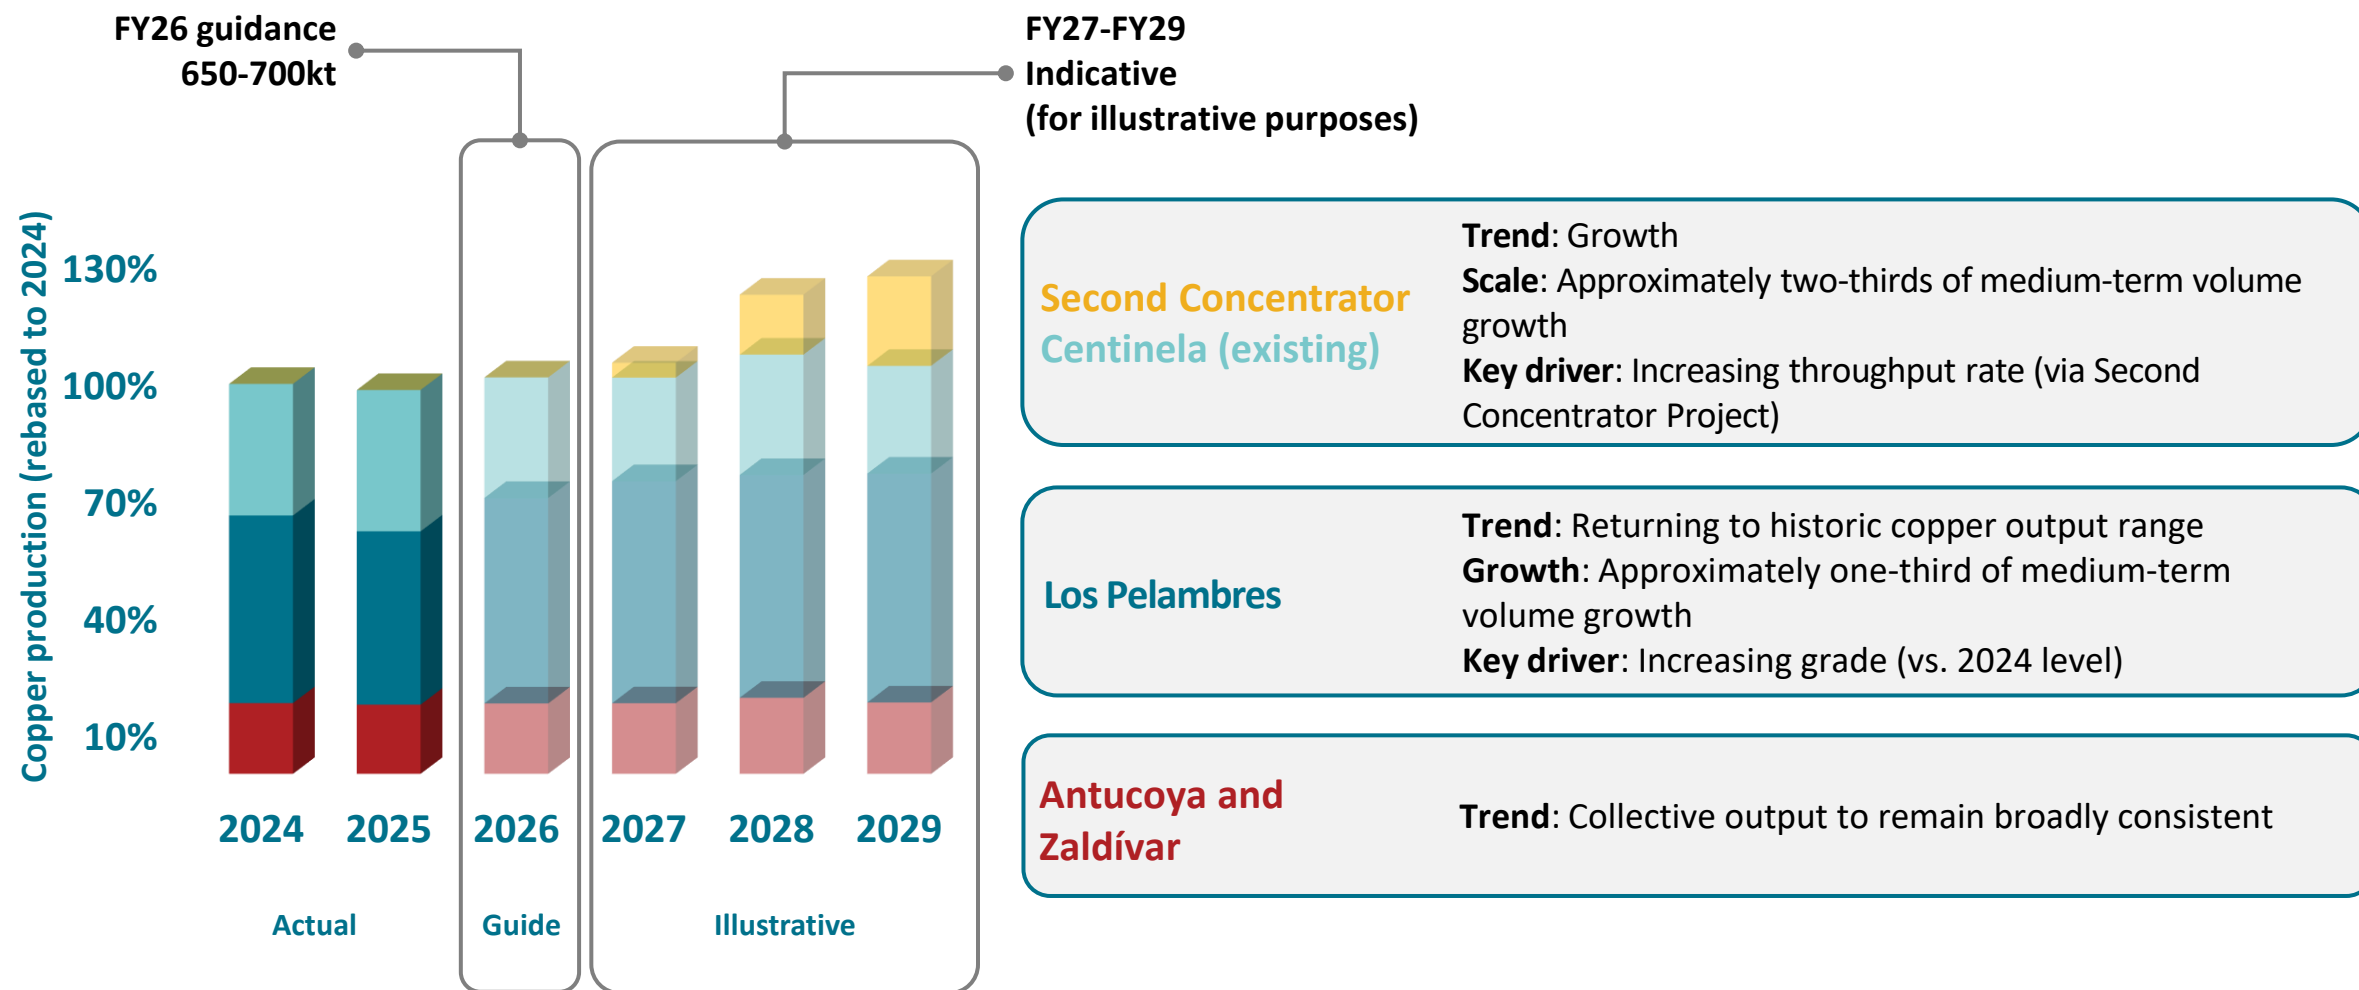 FY26 guidance
650-700kt
FY27-FY29
Indicative
(for illustrative purposes)
Copper production (rebased to 2024)
130%
100%
70%
40%
10%
2024
2025
2026
2027
2028
2029
Actual
Guide
Illustrative
Second Concentrator
Centinela (existing)
Trend: Growth
Scale: Approximately two-thirds of medium-term volume
growth
Key driver: Increasing throughput rate (via Second
Concentrator Project)
Los Pelambres
Trend: Returning to historic copper output range
Growth: Approximately one-third of medium-term
volume growth
Key driver: Increasing grade (vs. 2024 level)
Antucoya and
Zaldívar
Trend: Collective output to remain broadly consistent